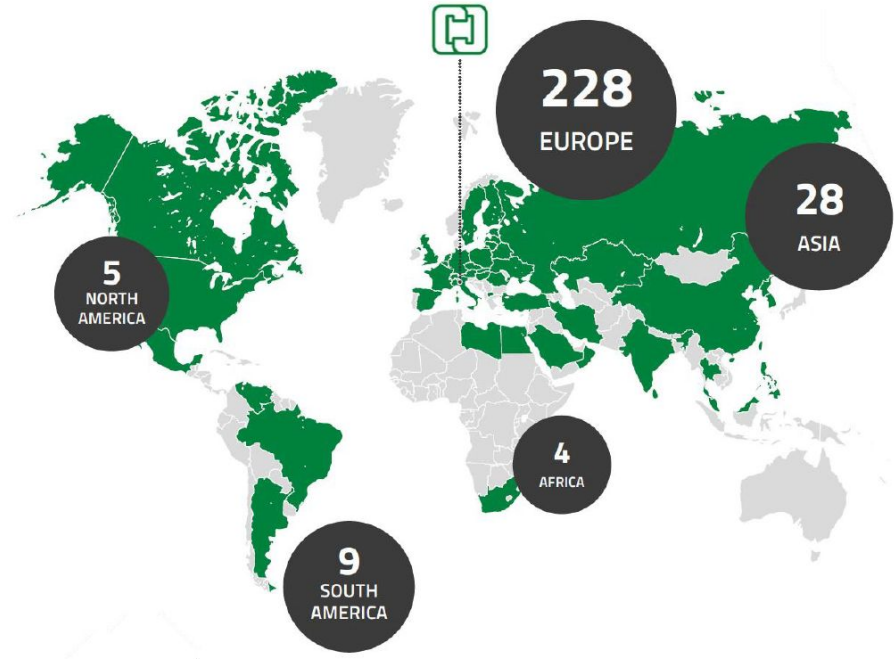 228
EUROPE
28
ASIA
5
NORTH
AMERICA
4
AFRICA
9
SOUTH
AMERICA